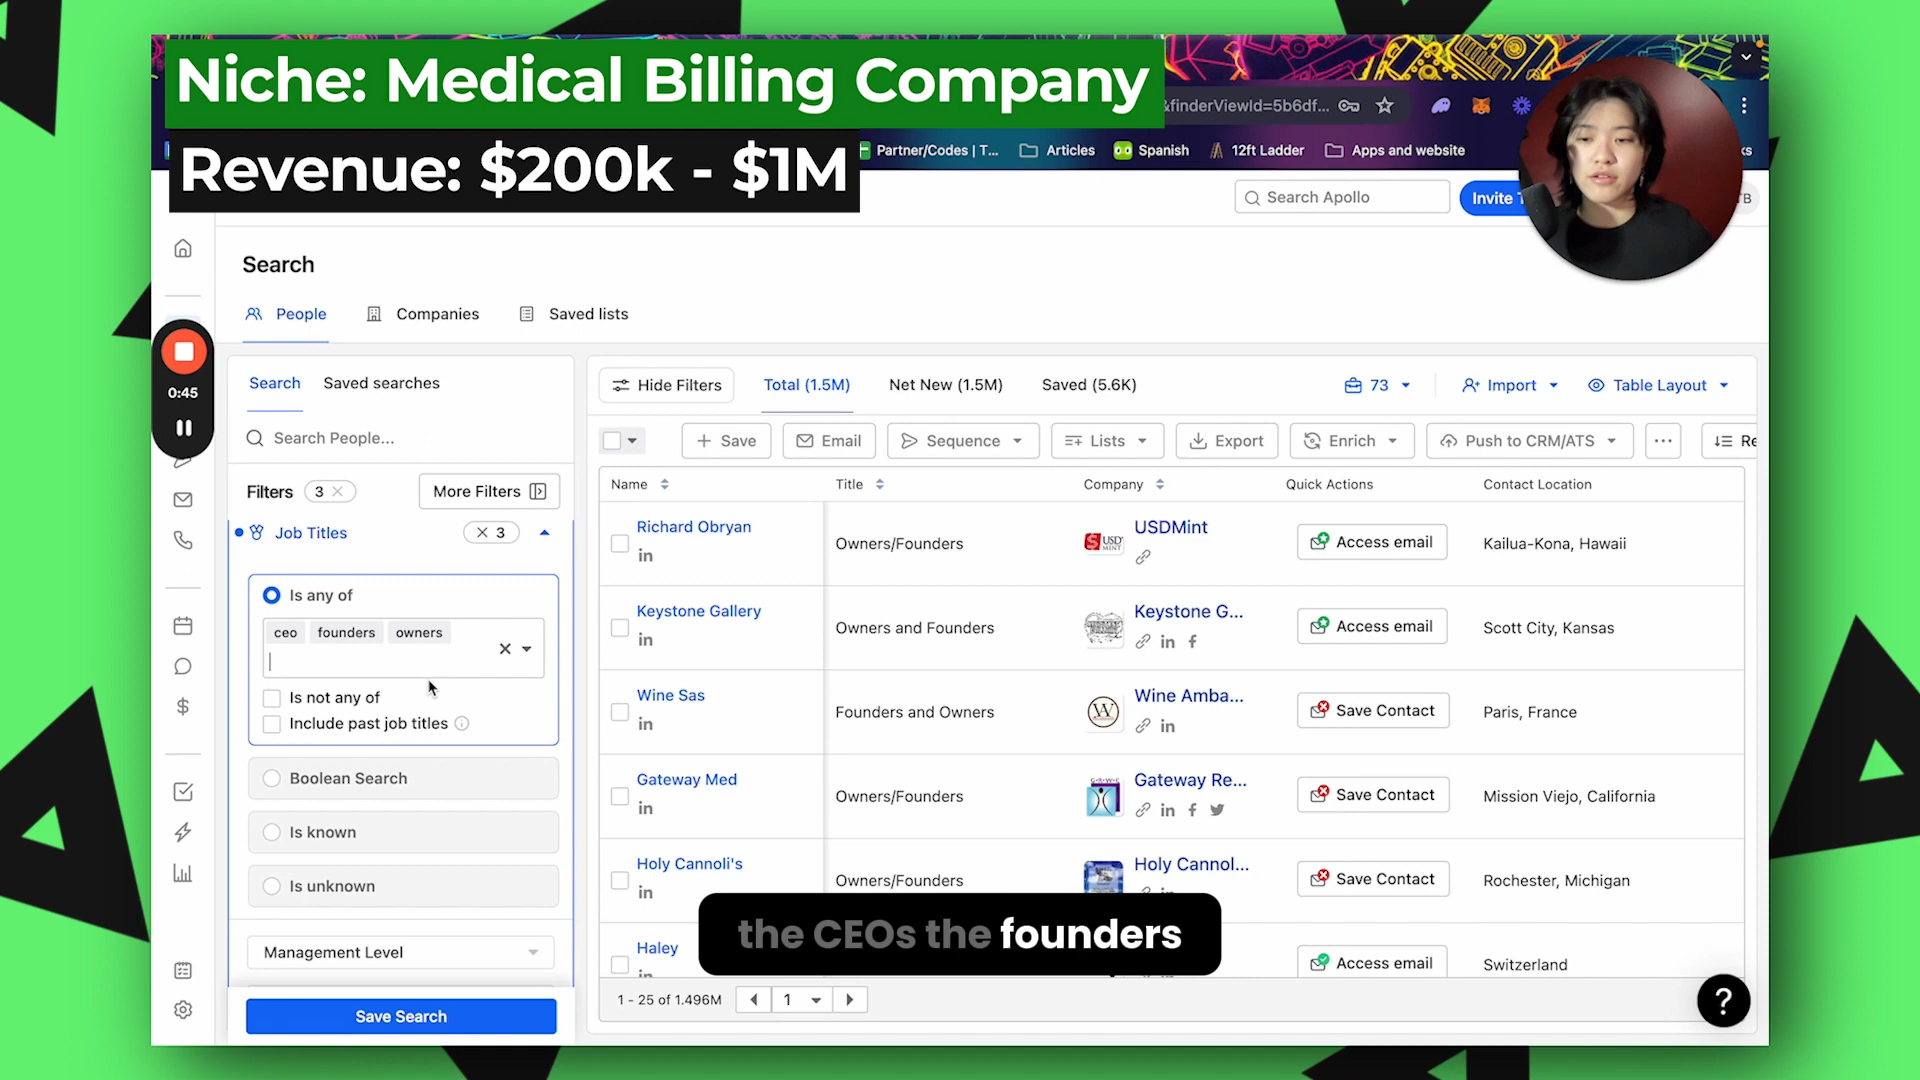 Niche: Medical Billing Company
Revenue: $200k - $1M
&finderViewId=5b6df...
Partner/Codes | T...
Articles
Spanish
12ft Ladder
Apps and website
ks
Search Apollo
Invite T
TB
Search
People
Companies
Saved lists
0:45
Search
Saved searches
Search People...
Filters
3
More Filters
Job Titles
3
Is any of
ceo
founders
owners
Is not any of
Include past job titles
Boolean Search
Is known
Is unknown
Management Level
Save Search
Hide Filters
Total (1.5M)
Net New (1.5M)
Saved (5.6K)
73
Import
Table Layout
Save
Email
Sequence
Lists
Export
Enrich
Push to CRM/ATS
Re
Name
Title
Company
Quick Actions
Contact Location
Richard Obryan
Owners/Founders
USD MINT
USDMint
Access email
Kailua-Kona, Hawaii
Keystone Gallery
Owners and Founders
Keystone G...
Access email
Scott City, Kansas
Wine Sas
Founders and Owners
Wine Amba...
Save Contact
Paris, France
Gateway Med
Owners/Founders
Gateway Re...
Save Contact
Mission Viejo, California
Holy Cannoli's
Owners/Founders
Holy Cannol...
Save Contact
Rochester, Michigan
Haley
Access email
Switzerland
the CEOs the founders
1 - 25 of 1.496M
1
?